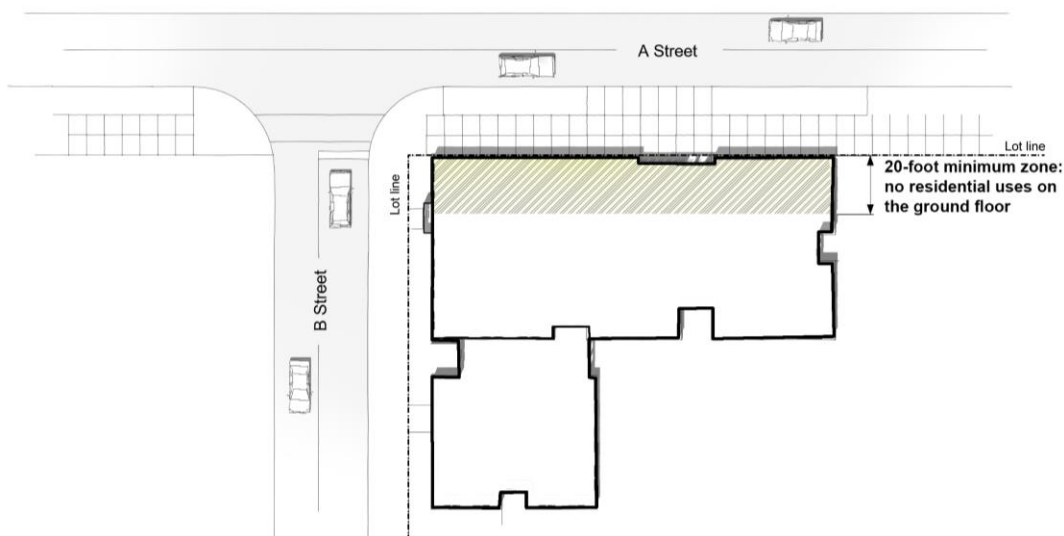 A Street
Lot line
20-foot minimum zone:
no residential uses on
the ground floor
Lot line
B Street